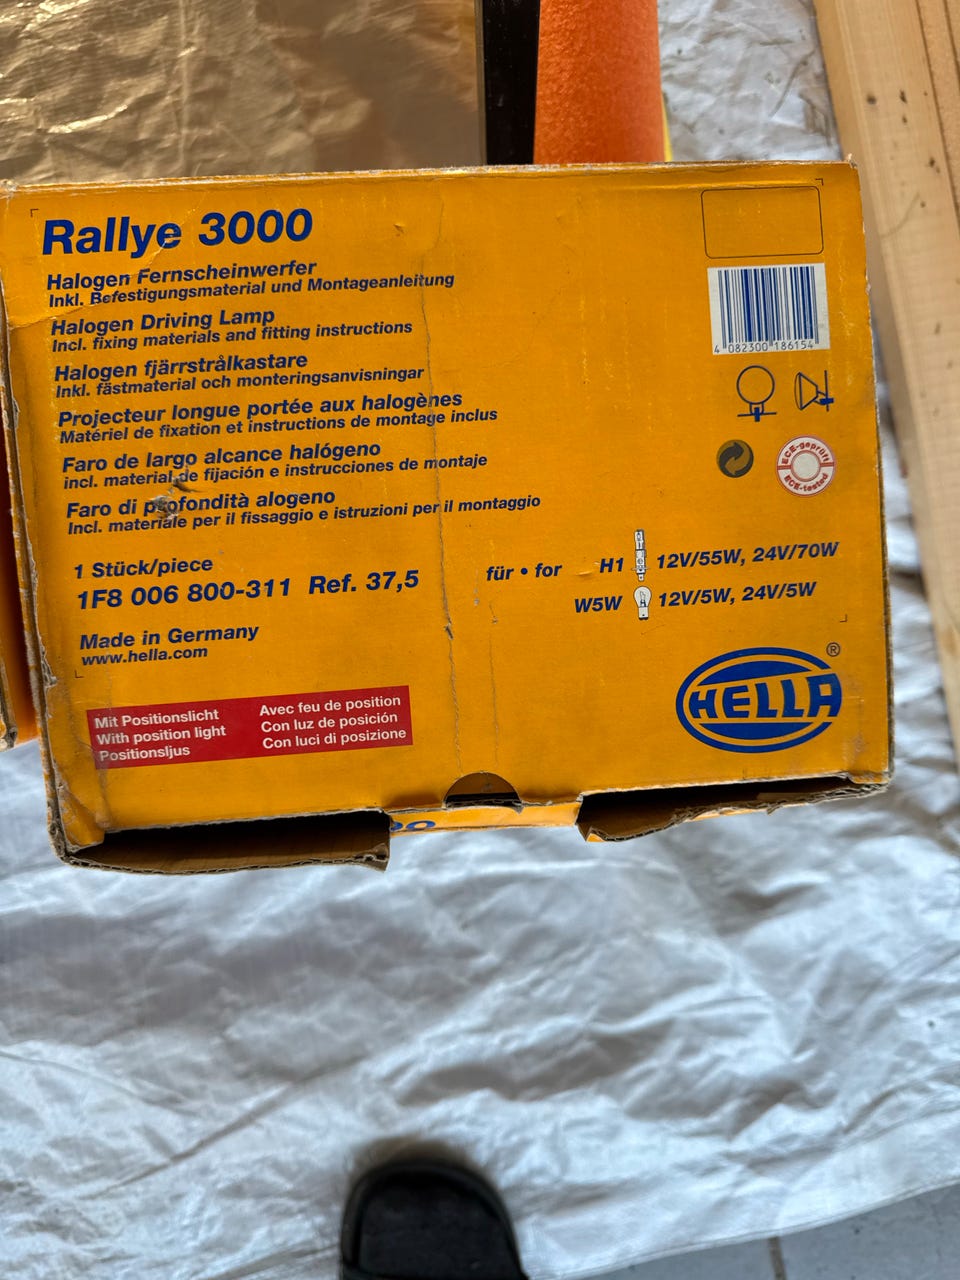 Rallye 3000
Halogen Fernscheinwerfer
Inkl. Befestigungsmaterial und Montageanleitung
Halogen Driving Lamp
Incl. fixing materials and fitting instructions
Halogen fjärrstrålkastare
Inkl. fästmaterial och monteringsanvisningar
Projecteur longue portée aux halogènes
Matériel de fixation et instructions de montage inclus
Faro de largo alcance halógeno
incl. material de fijación e instrucciones de montaje
Faro di profondità alogeno
Incl. materiale per il fissaggio e istruzioni per il montaggio
4 082300 186154
ECE-geprüft
ECE-tested
1 Stück/piece
1F8 006 800-311 Ref. 37,5
für • for H1 12V/55W, 24V/70W
W5W 12V/5W, 24V/5W
Made in Germany
www.hella.com
HELLA ®
Mit Positionslicht
With position light
Positionsljus
Avec feu de position
Con luz de posición
Con luci di posizione